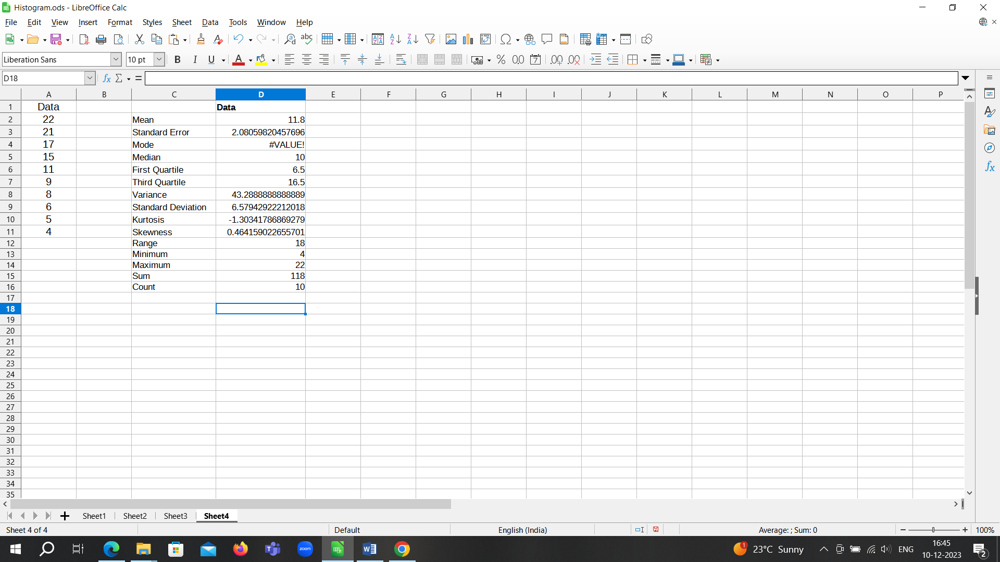 Histogram.ods - LibreOffice Calc
File Edit View Insert Format Styles Sheet Data Tools Window Help
Liberation Sans 10 pt
D18
A B C D E F G H I J K L M N O P
1 Data Data
2 22 Mean 11.8
3 21 Standard Error 2.08059820457696
4 17 Mode #VALUE!
5 15 Median 10
6 11 First Quartile 6.5
7 9 Third Quartile 16.5
8 8 Variance 43.2888888888889
9 6 Standard Deviation 6.57942922212018
10 5 Kurtosis -1.30341786869279
11 4 Skewness 0.464159022655701
12 Range 18
13 Minimum 4
14 Maximum 22
15 Sum 118
16 Count 10
17
18
19
20
21
22
23
24
25
26
27
28
29
30
31
32
33
34
35
Sheet1 Sheet2 Sheet3 Sheet4
Sheet 4 of 4 Default English (India) Average: ; Sum: 0 100%
zoom 1 23°C Sunny ENG 16:45
10-12-2023 2